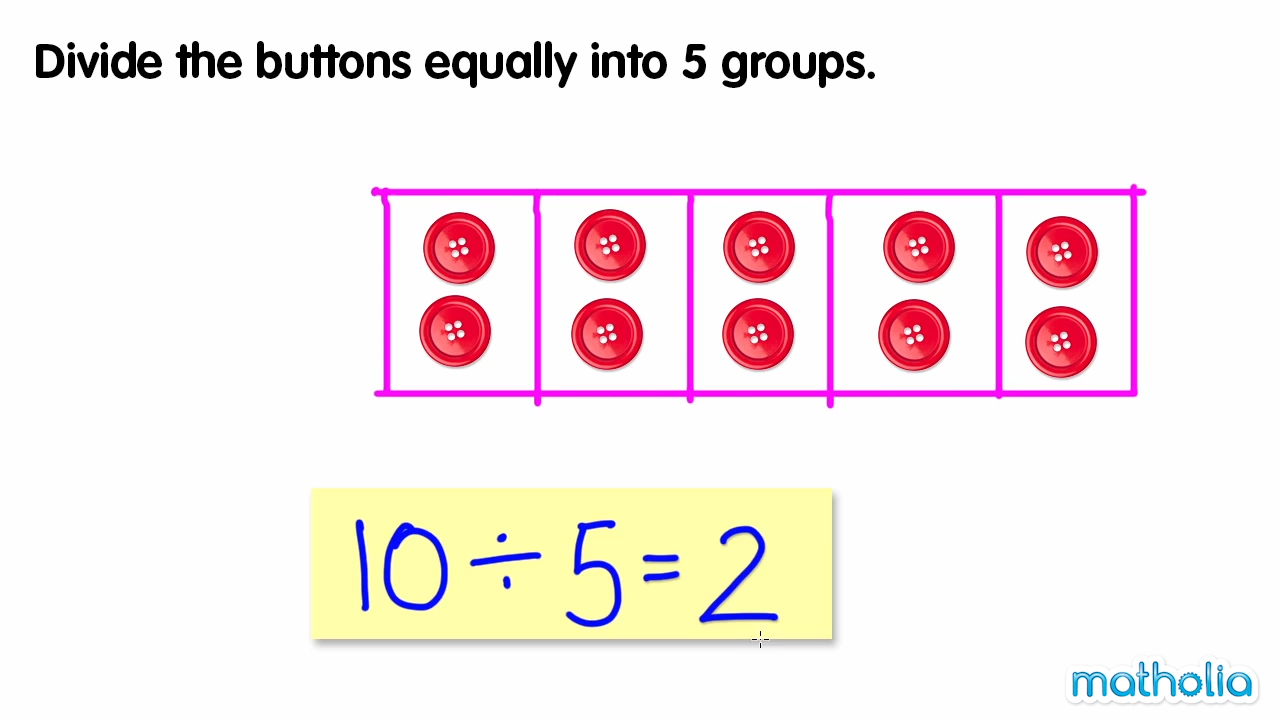 Divide the buttons equally into 5 groups.
10 ÷ 5 = 2
matholia